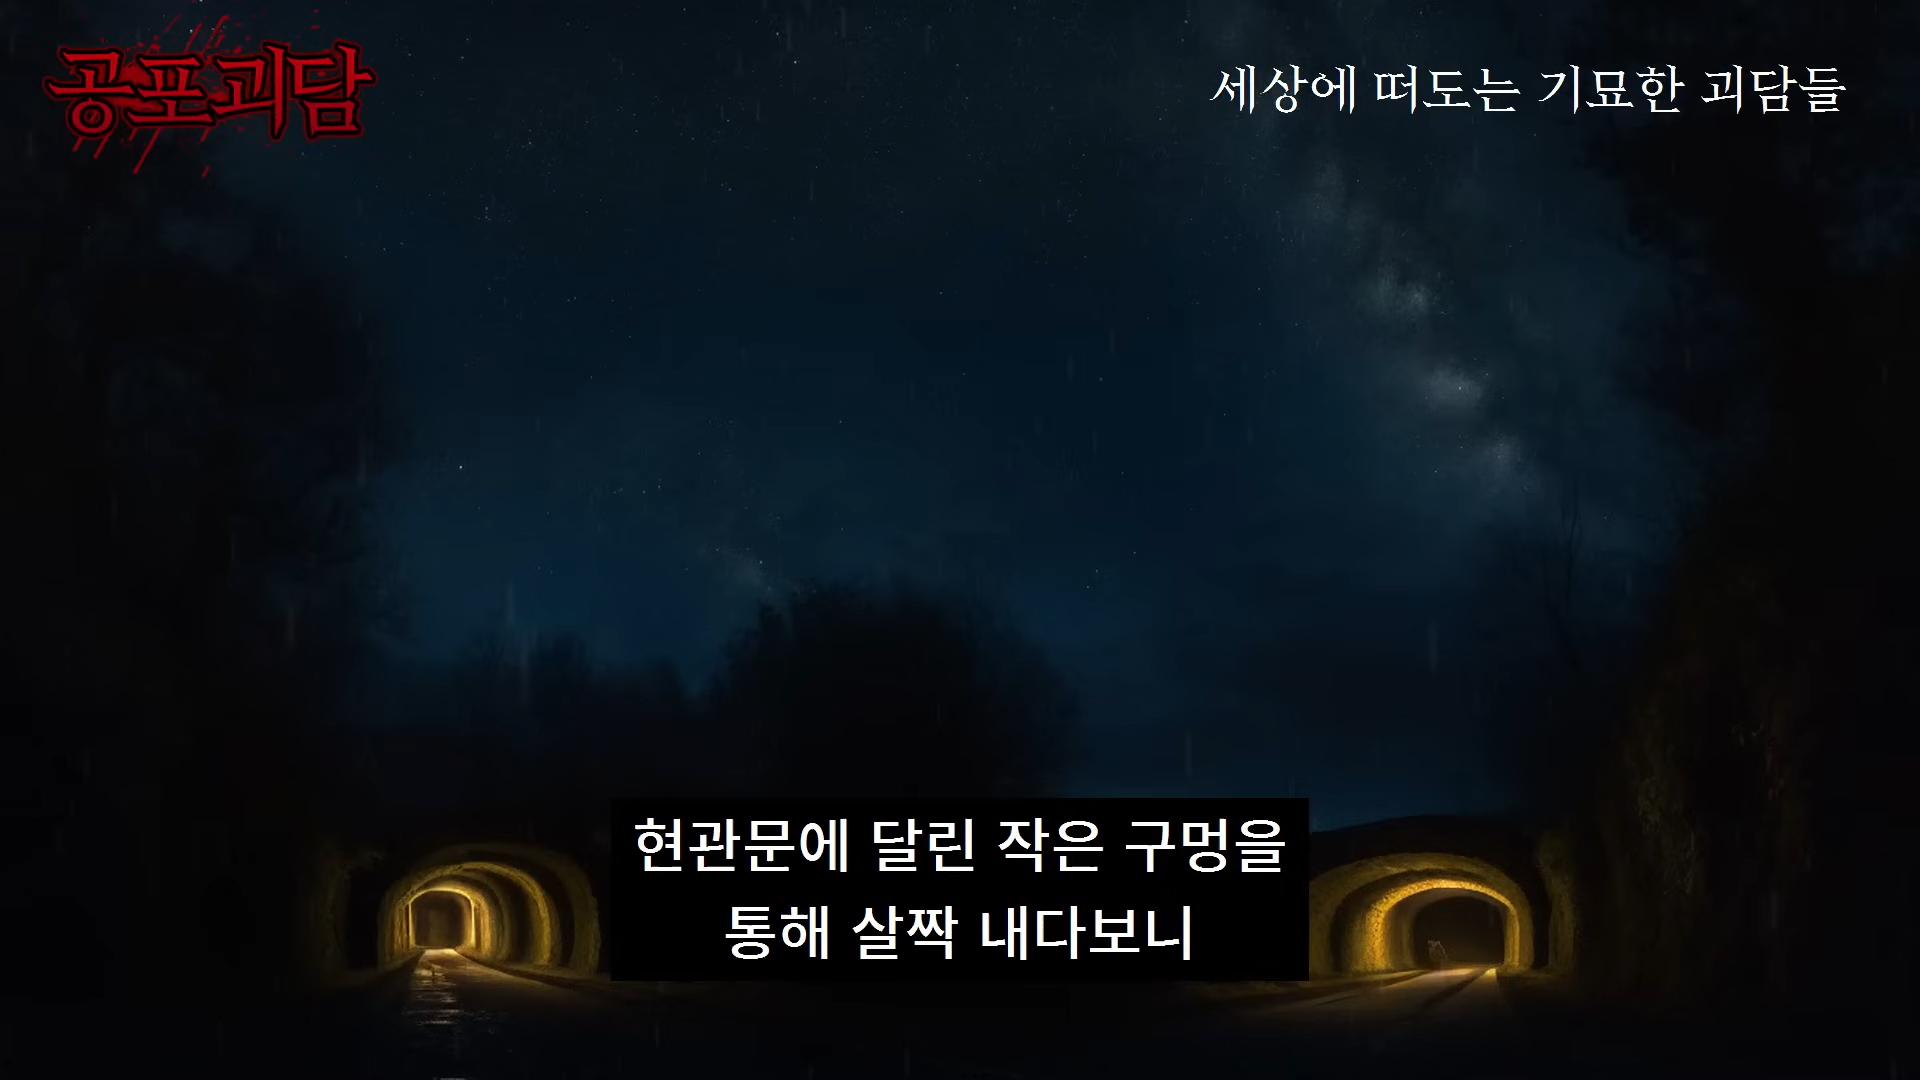 공포괴담
세상에 떠도는 기묘한 괴담들
현관문에 달린 작은 구멍을
통해 살짝 내다보니